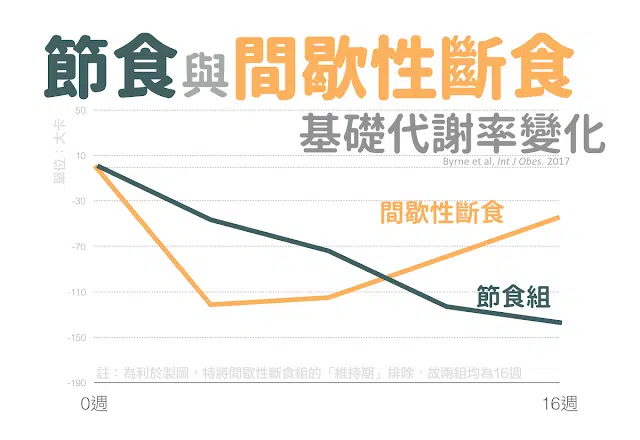 節食與間歇性斷食
基礎代謝率變化
Byrne et al, Int J Obes. 2017
單位：大卡
50
10
-30
-70
-110
-150
-190
間歇性斷食
節食組
註：為利於製圖，特將間歇性斷食組的「維持期」排除，故兩組均為16週
0週
16週